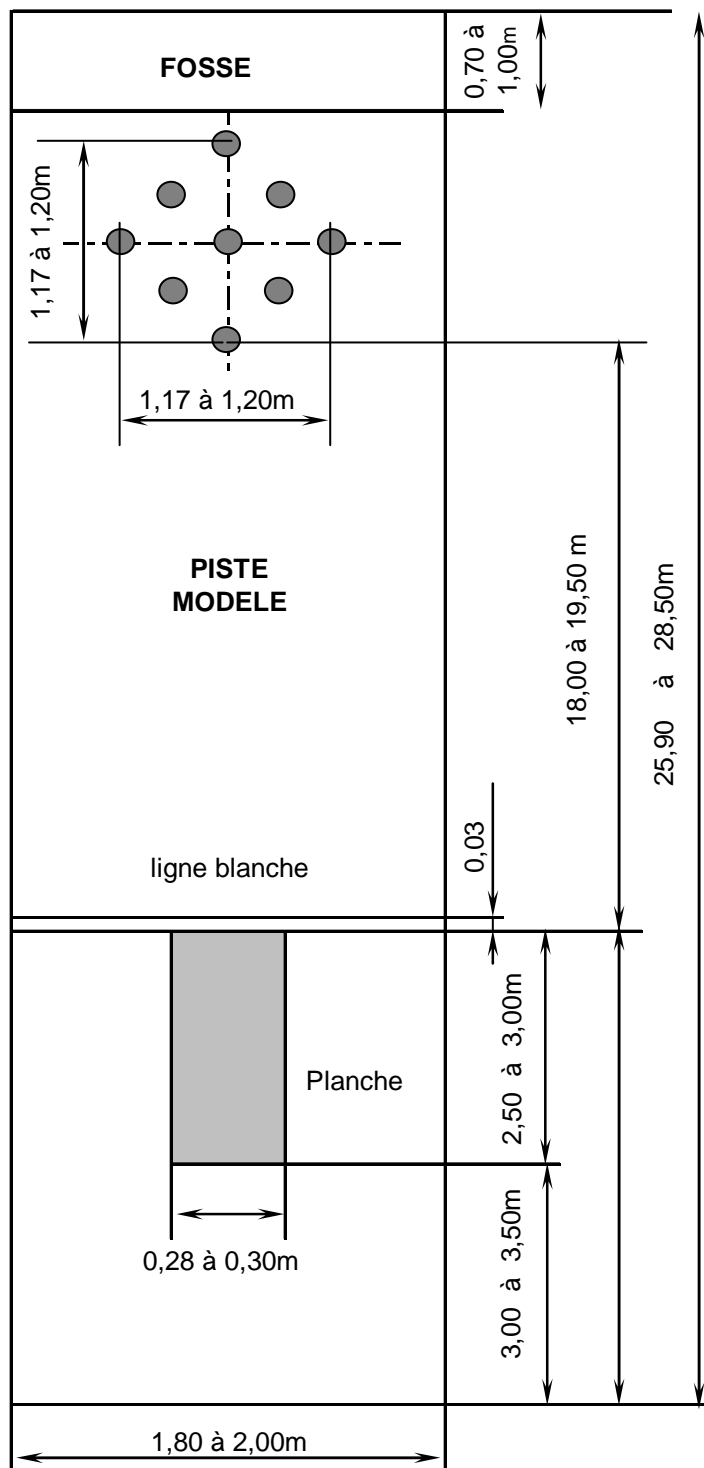 FOSSE
0,70 à
1,00m
1,17 à 1,20m
1,17 à 1,20m
PISTE
MODELE
18,00 à 19,50 m
25,90 à 28,50m
ligne blanche
0,03
Planche
2,50 à 3,00m
0,28 à 0,30m
3,00 à 3,50m
1,80 à 2,00m